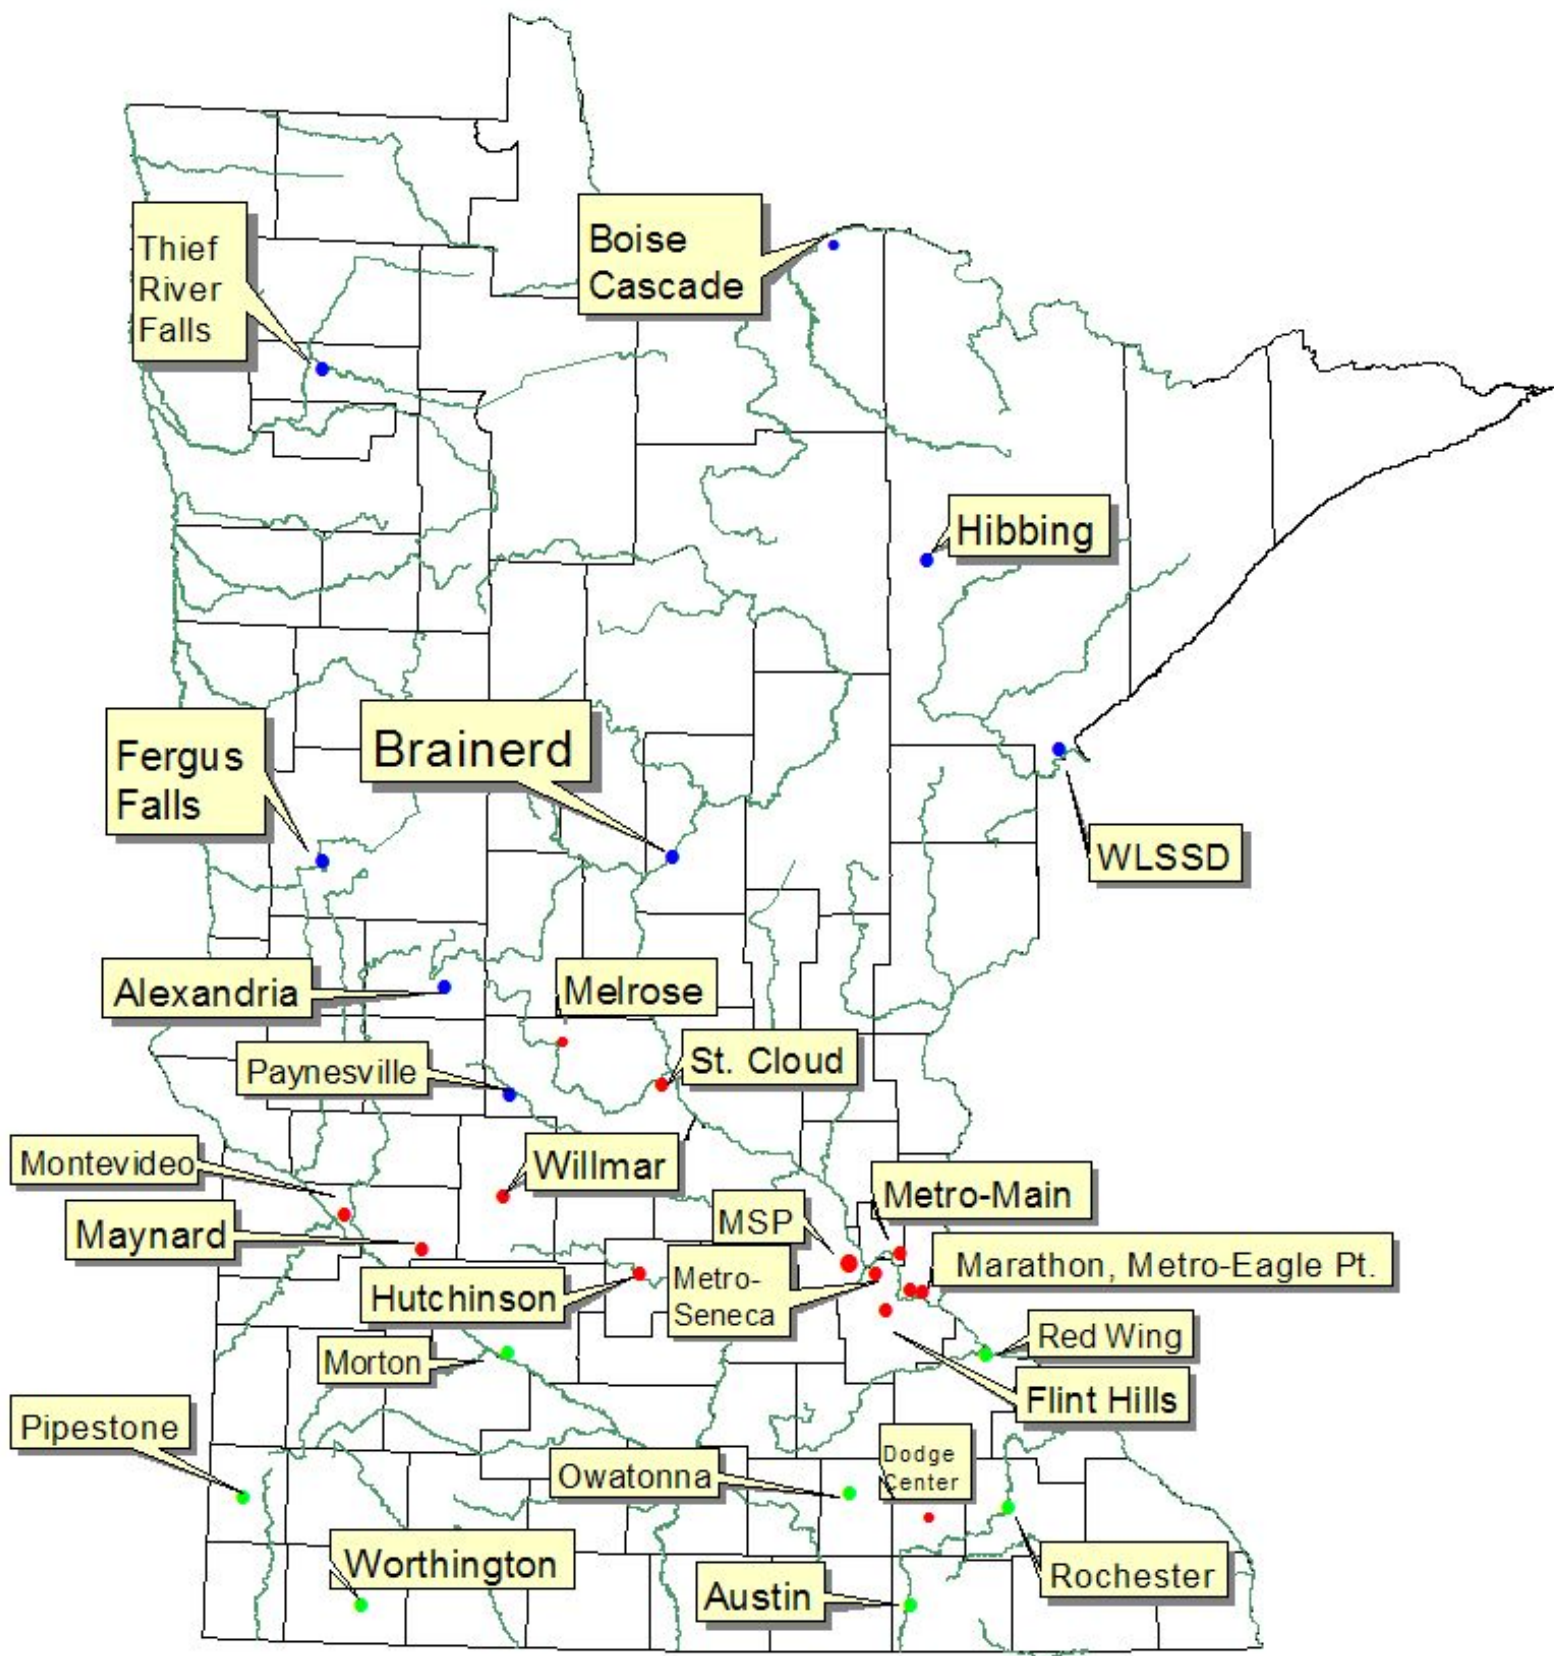 Thief
River
Falls
Boise
Cascade
Hibbing
Fergus
Falls
Brainerd
WLSSD
Alexandria
Melrose
Paynesville
St. Cloud
Montevideo
Willmar
Metro-Main
Maynard
MSP
Marathon, Metro-Eagle Pt.
Hutchinson
Metro-
Seneca
Morton
Red Wing
Flint Hills
Pipestone
Owatonna
Dodge
Center
Worthington
Austin
Rochester